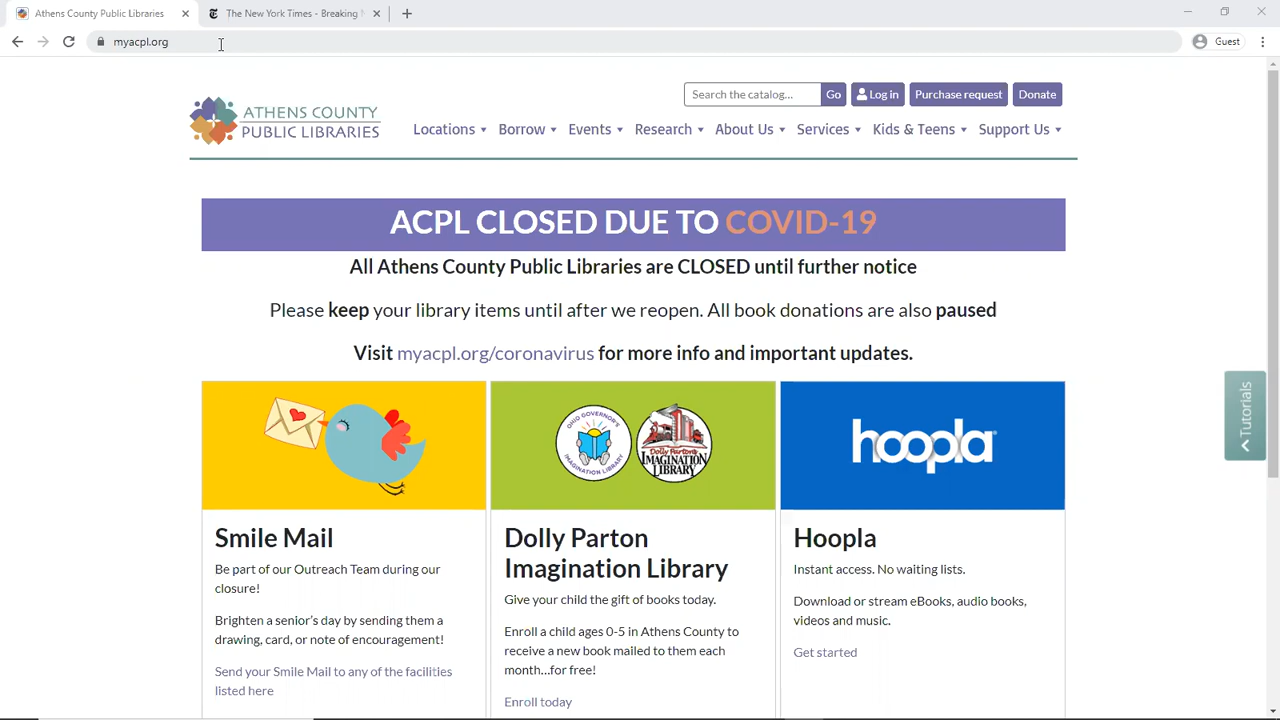 Athens County Public Libraries
The New York Times - Breaking
myacpl.org
Guest
ATHENS COUNTY
PUBLIC LIBRARIES
Search the catalog...
Go
Log in
Purchase request
Donate
Locations
Borrow
Events
Research
About Us
Services
Kids & Teens
Support Us
ACPL CLOSED DUE TO COVID-19
All Athens County Public Libraries are CLOSED until further notice
Please keep your library items until after we reopen. All book donations are also paused
Visit myacpl.org/coronavirus for more info and important updates.
Tutorials
OHIO GOVERNOR'S
IMAGINATION LIBRARY
Dolly Parton's
IMAGINATION
LIBRARY
hoopla
Smile Mail
Be part of our Outreach Team during our
closure!
Brighten a senior's day by sending them a
drawing, card, or note of encouragement!
Send your Smile Mail to any of the facilities
listed here
Dolly Parton
Imagination Library
Give your child the gift of books today.
Enroll a child ages 0-5 in Athens County to
receive a new book mailed to them each
month...for free!
Enroll today
Hoopla
Instant access. No waiting lists.
Download or stream eBooks, audio books,
videos and music.
Get started